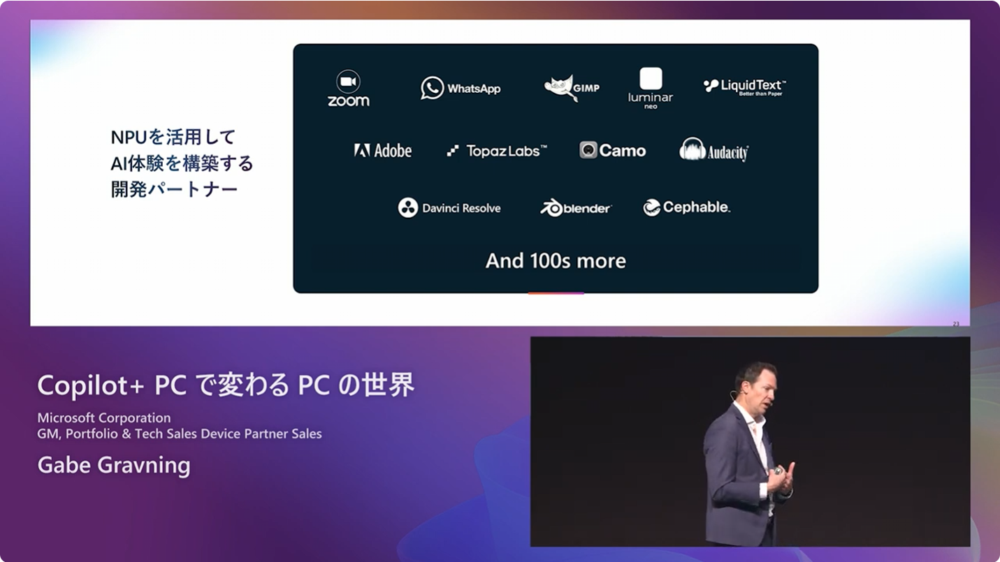 NPUを活用して
AI体験を構築する
開発パートナー
zoom
WhatsApp
GIMP
luminar
neo
LiquidText™
Better than Paper
Adobe
Topaz Labs™
Camo
Audacity®
Davinci Resolve
blender
Cephable™
And 100s more
23
Copilot+ PC で変わる PC の世界
Microsoft Corporation
GM, Portfolio & Tech Sales Device Partner Sales
Gabe Gravning